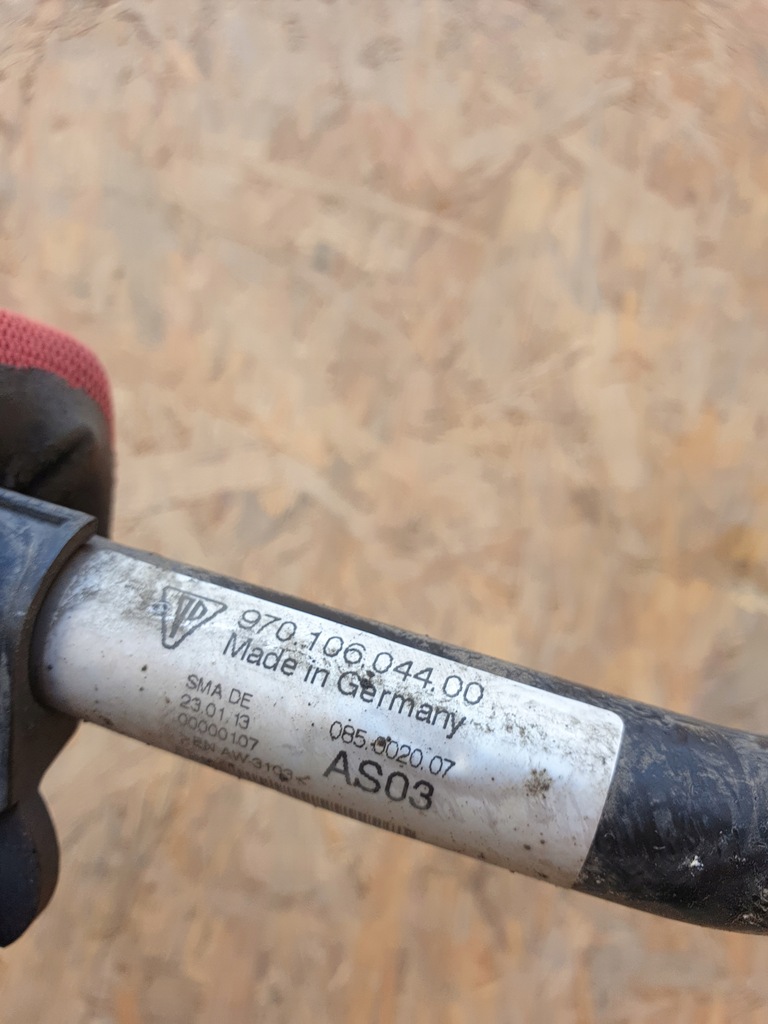 970.106.044.00
Made in Germany
SMA DE
23.01.13
00000107
085.0020.07
AS03